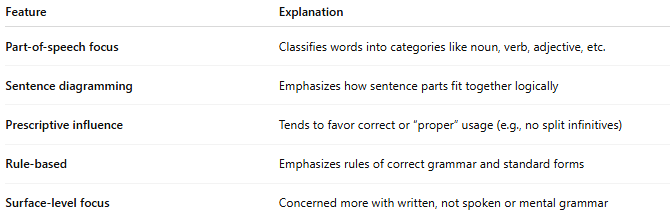 Feature Explanation
Part-of-speech focus Classifies words into categories like noun, verb, adjective, etc.
Sentence diagramming Emphasizes how sentence parts fit together logically
Prescriptive influence Tends to favor correct or “proper” usage (e.g., no split infinitives)
Rule-based Emphasizes rules of correct grammar and standard forms
Surface-level focus Concerned more with written, not spoken or mental grammar